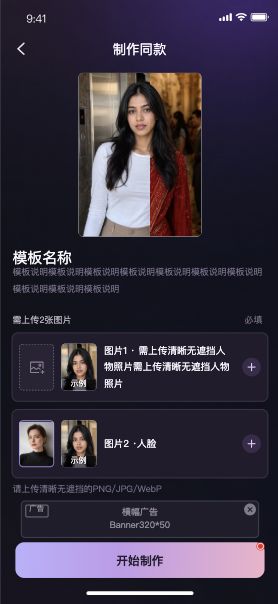 9:41
制作同款
模板名称
模板说明模板说明模板说明模板说明模板说明模板说明模板说明
模板说明模板说明模板说明
需上传2张图片
必填
图片1 · 需上传清晰无遮挡人
物照片需上传清晰无遮挡人物
照片
示例
图片2 ·人脸
示例
请上传清晰无遮挡的PNG/JPG/WebP
广告
横幅广告
Banner320*50
开始制作